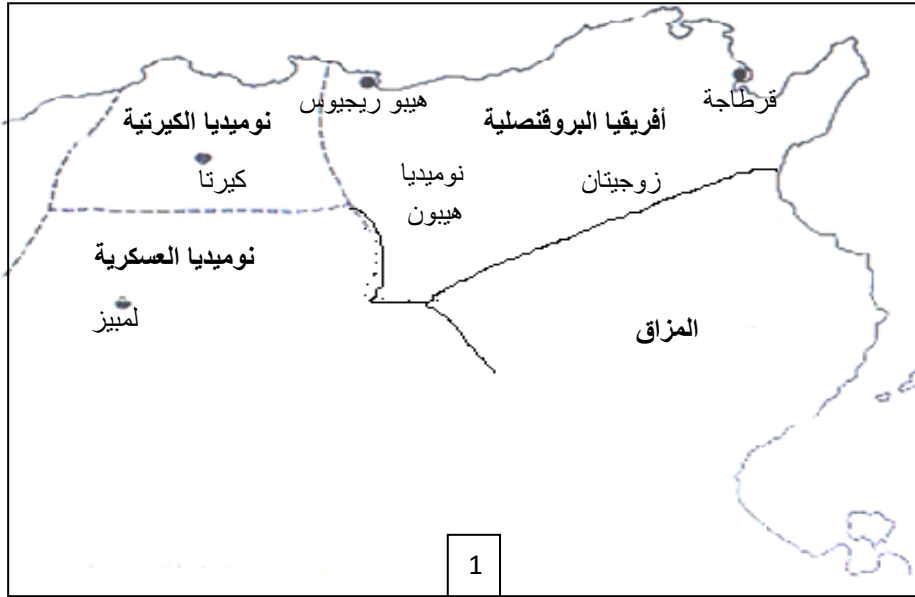 قرطاجة
هيبو ريجيوس
أفريقيا البروقنصلية
نوميديا الكيرتية
كيرتا
زوجيتان
نوميديا
هيبون
نوميديا العسكرية
لمبيز
المزاق
1